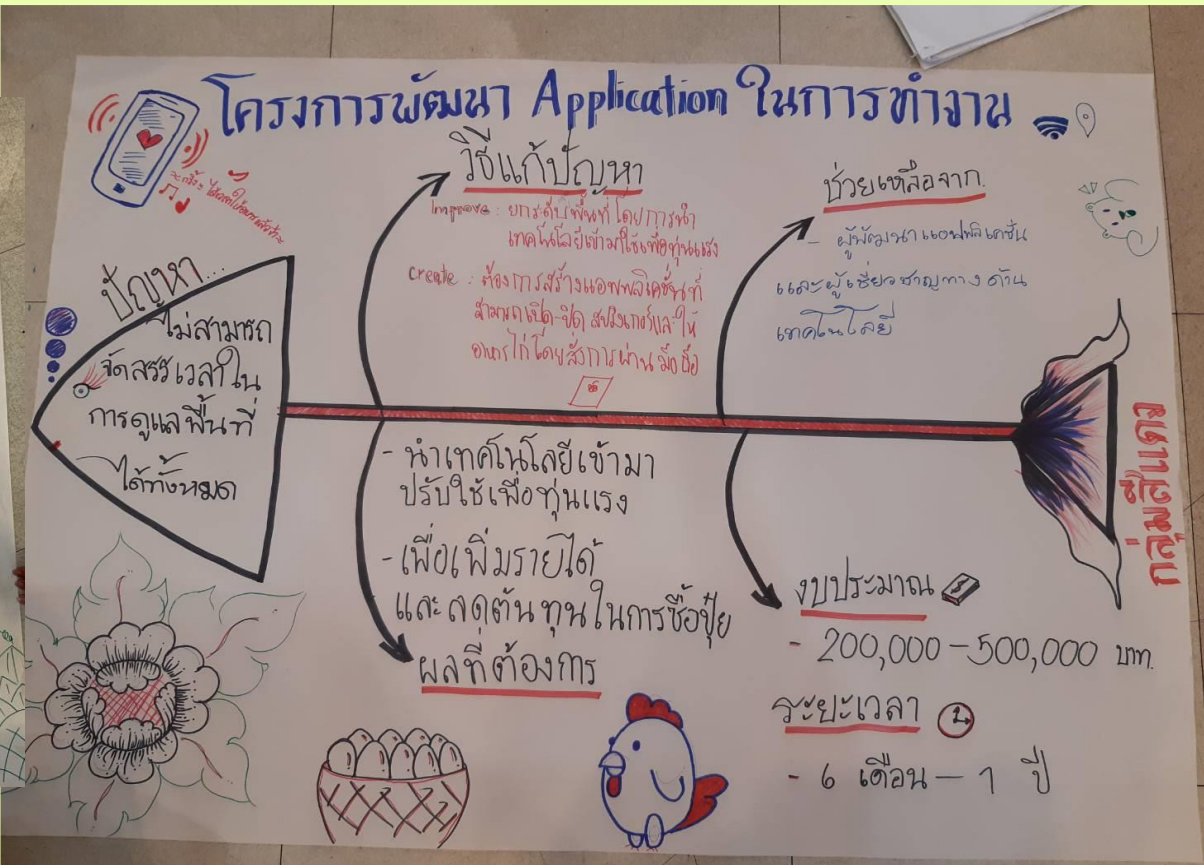 โครงการพัฒนา Application ในการทำงาน
ปัญหา...
ไม่สามารถ
จัดสรรเวลาใน
การดูแลพื้นที่
ได้ทั้งหมด
วิธีแก้ปัญหา
Improve : ยกระดับพื้นที่โดยการนำ
เทคโนโลยีเข้ามาใช้เพื่อทุ่นแรง
create : ต้องการสร้างแอพพลิเคชั่นที่
สามารถเปิด-ปิด สปริงเกอร์และให้
อาหารไก่โดยสั่งการผ่านมือถือ
ช่วยเหลือจาก
- ผู้พัฒนาแอปพลิเคชั่น
และผู้เชี่ยวชาญทางด้าน
เทคโนโลยี
- นำเทคโนโลยีเข้ามา
ปรับใช้เพื่อทุ่นแรง
- เพื่อเพิ่มรายได้
และลดต้นทุนในการซื้อปุ๋ย
ผลที่ต้องการ
งบประมาณ
- 200,000 - 500,000 บาท.
ระยะเวลา
- 6 เดือน - 1 ปี
กลุ่มสีแดง